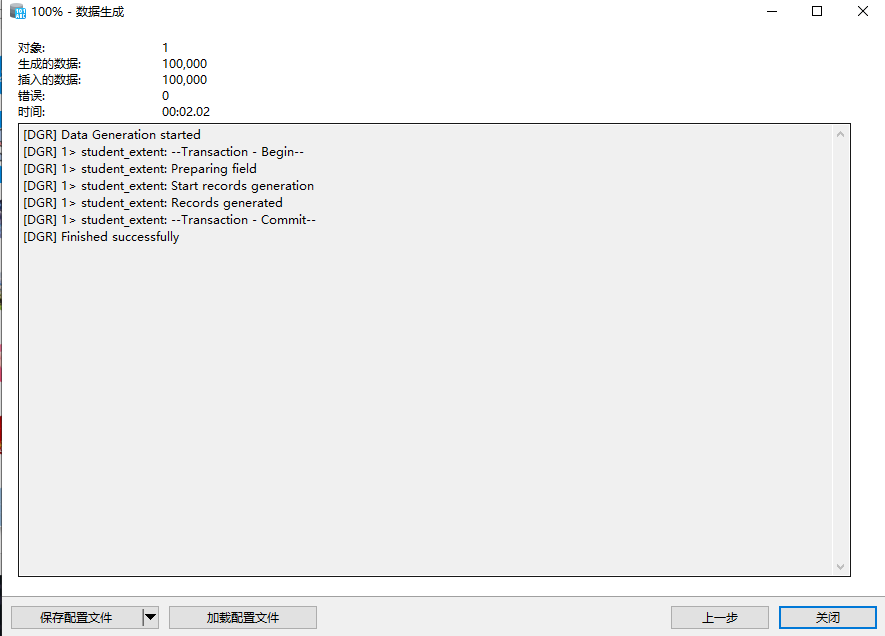 100% - 数据生成
对象: 1
生成的数据: 100,000
插入的数据: 100,000
错误: 0
时间: 00:02.02
[DGR] Data Generation started
[DGR] 1> student_extent: --Transaction - Begin--
[DGR] 1> student_extent: Preparing field
[DGR] 1> student_extent: Start records generation
[DGR] 1> student_extent: Records generated
[DGR] 1> student_extent: --Transaction - Commit--
[DGR] Finished successfully
保存配置文件 加载配置文件 上一步 关闭